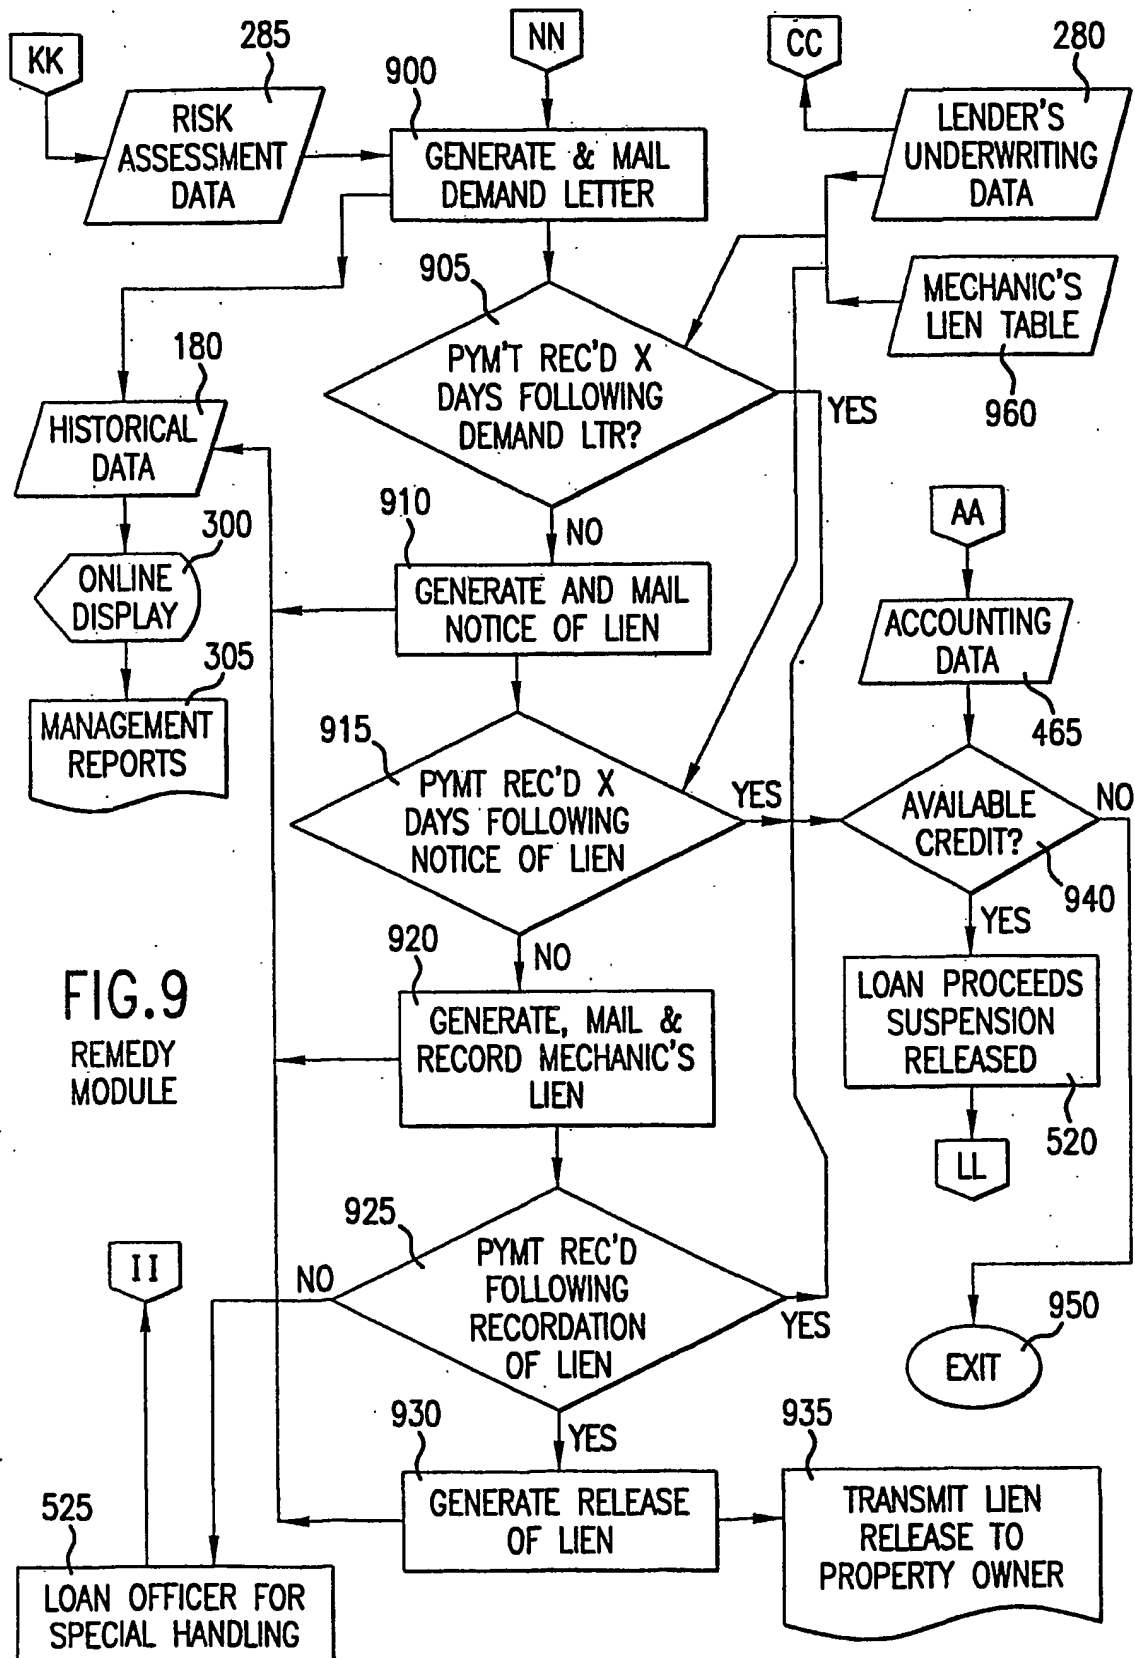 KK
285
NN
CC
280
900
RISK
ASSESSMENT
DATA
GENERATE & MAIL
DEMAND LETTER
LENDER'S
UNDERWRITING
DATA
905
MECHANIC'S
LIEN TABLE
960
180
PYM'T REC'D X
DAYS FOLLOWING
DEMAND LTR?
YES
HISTORICAL
DATA
NO
910
300
ONLINE
DISPLAY
GENERATE AND MAIL
NOTICE OF LIEN
AA
ACCOUNTING
DATA
465
305
MANAGEMENT
REPORTS
915
PYMT REC'D X
DAYS FOLLOWING
NOTICE OF LIEN
YES
AVAILABLE
CREDIT?
NO
940
YES
NO
920
FIG.9
REMEDY
MODULE
GENERATE, MAIL &
RECORD MECHANIC'S
LIEN
LOAN PROCEEDS
SUSPENSION
RELEASED
520
LL
925
II
NO
PYMT REC'D
FOLLOWING
RECORDATION
OF LIEN
YES
950
EXIT
YES
930
935
525
GENERATE RELEASE
OF LIEN
TRANSMIT LIEN
RELEASE TO
PROPERTY OWNER
LOAN OFFICER FOR
SPECIAL HANDLING